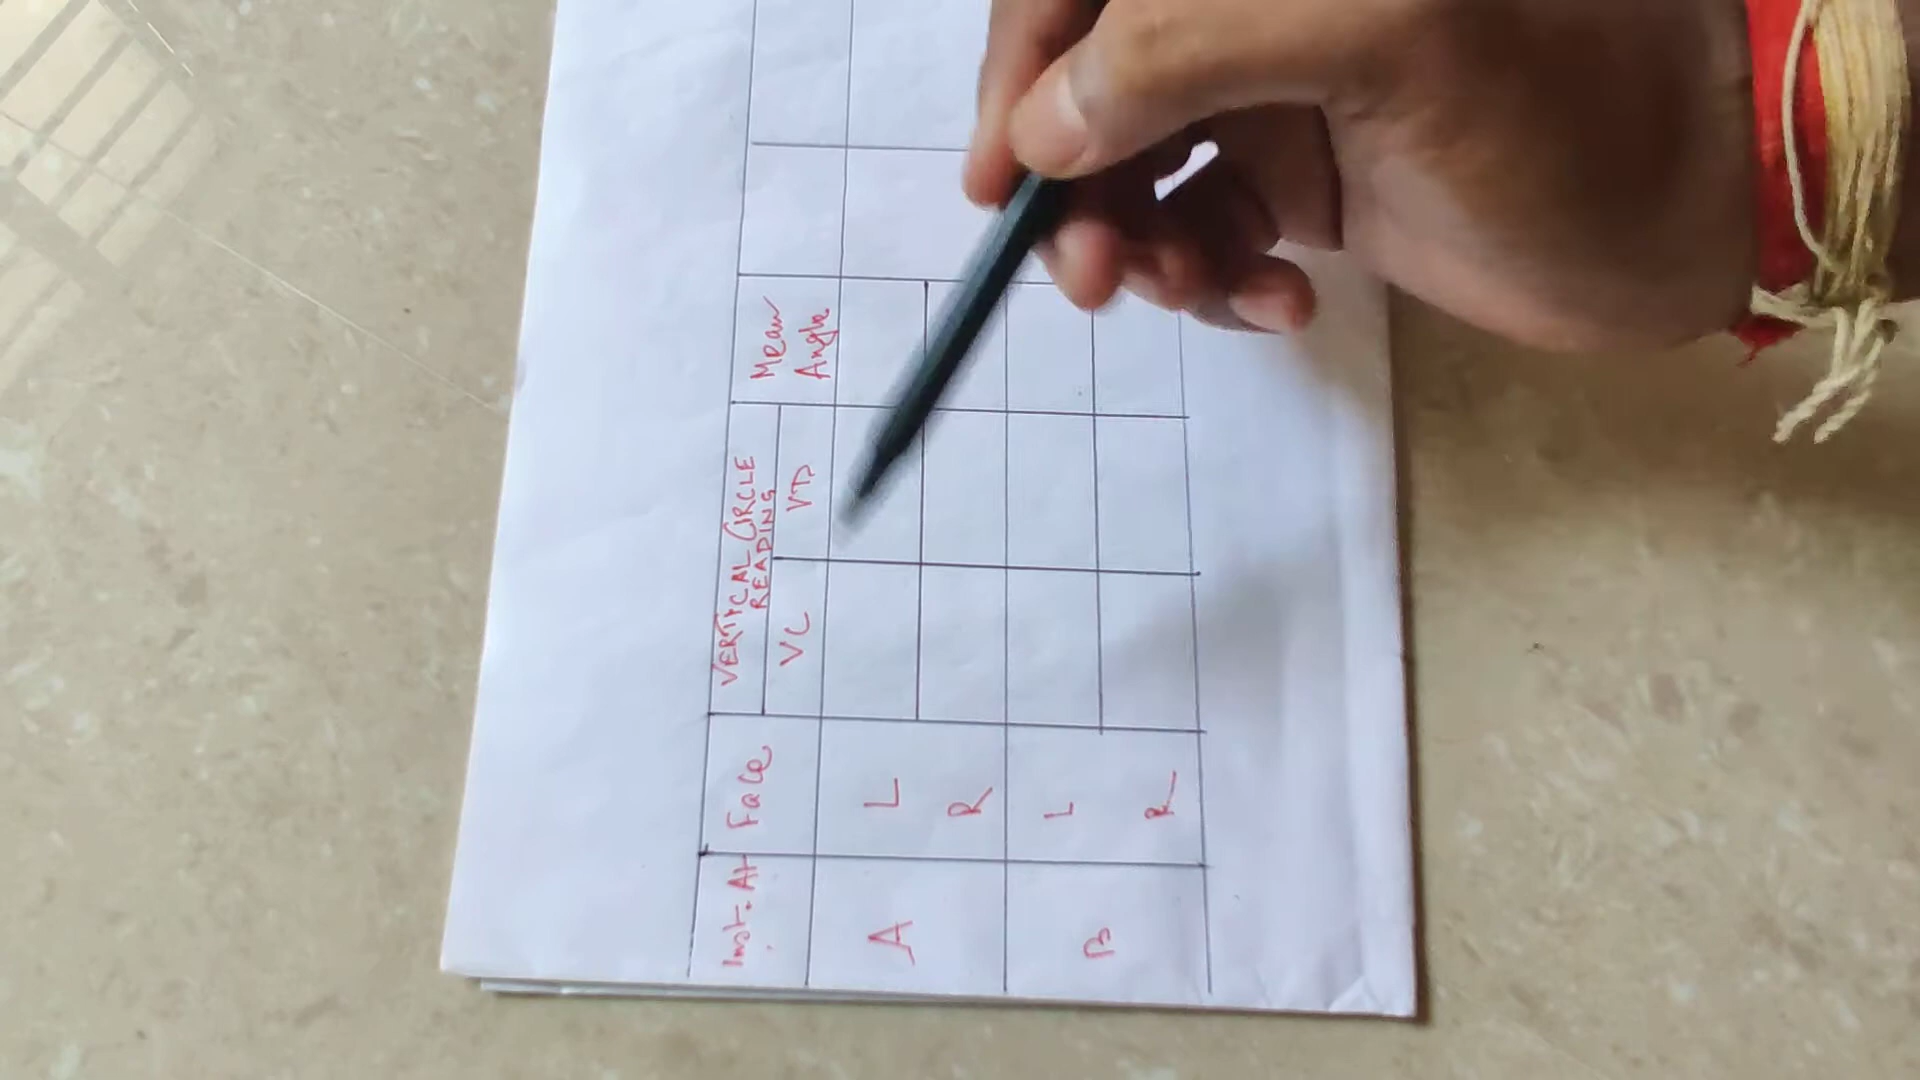 Inst. At
Face
VERTICAL CIRCLE
READING
Mean
Angle
VC
VD
A
L
R
B
L
R